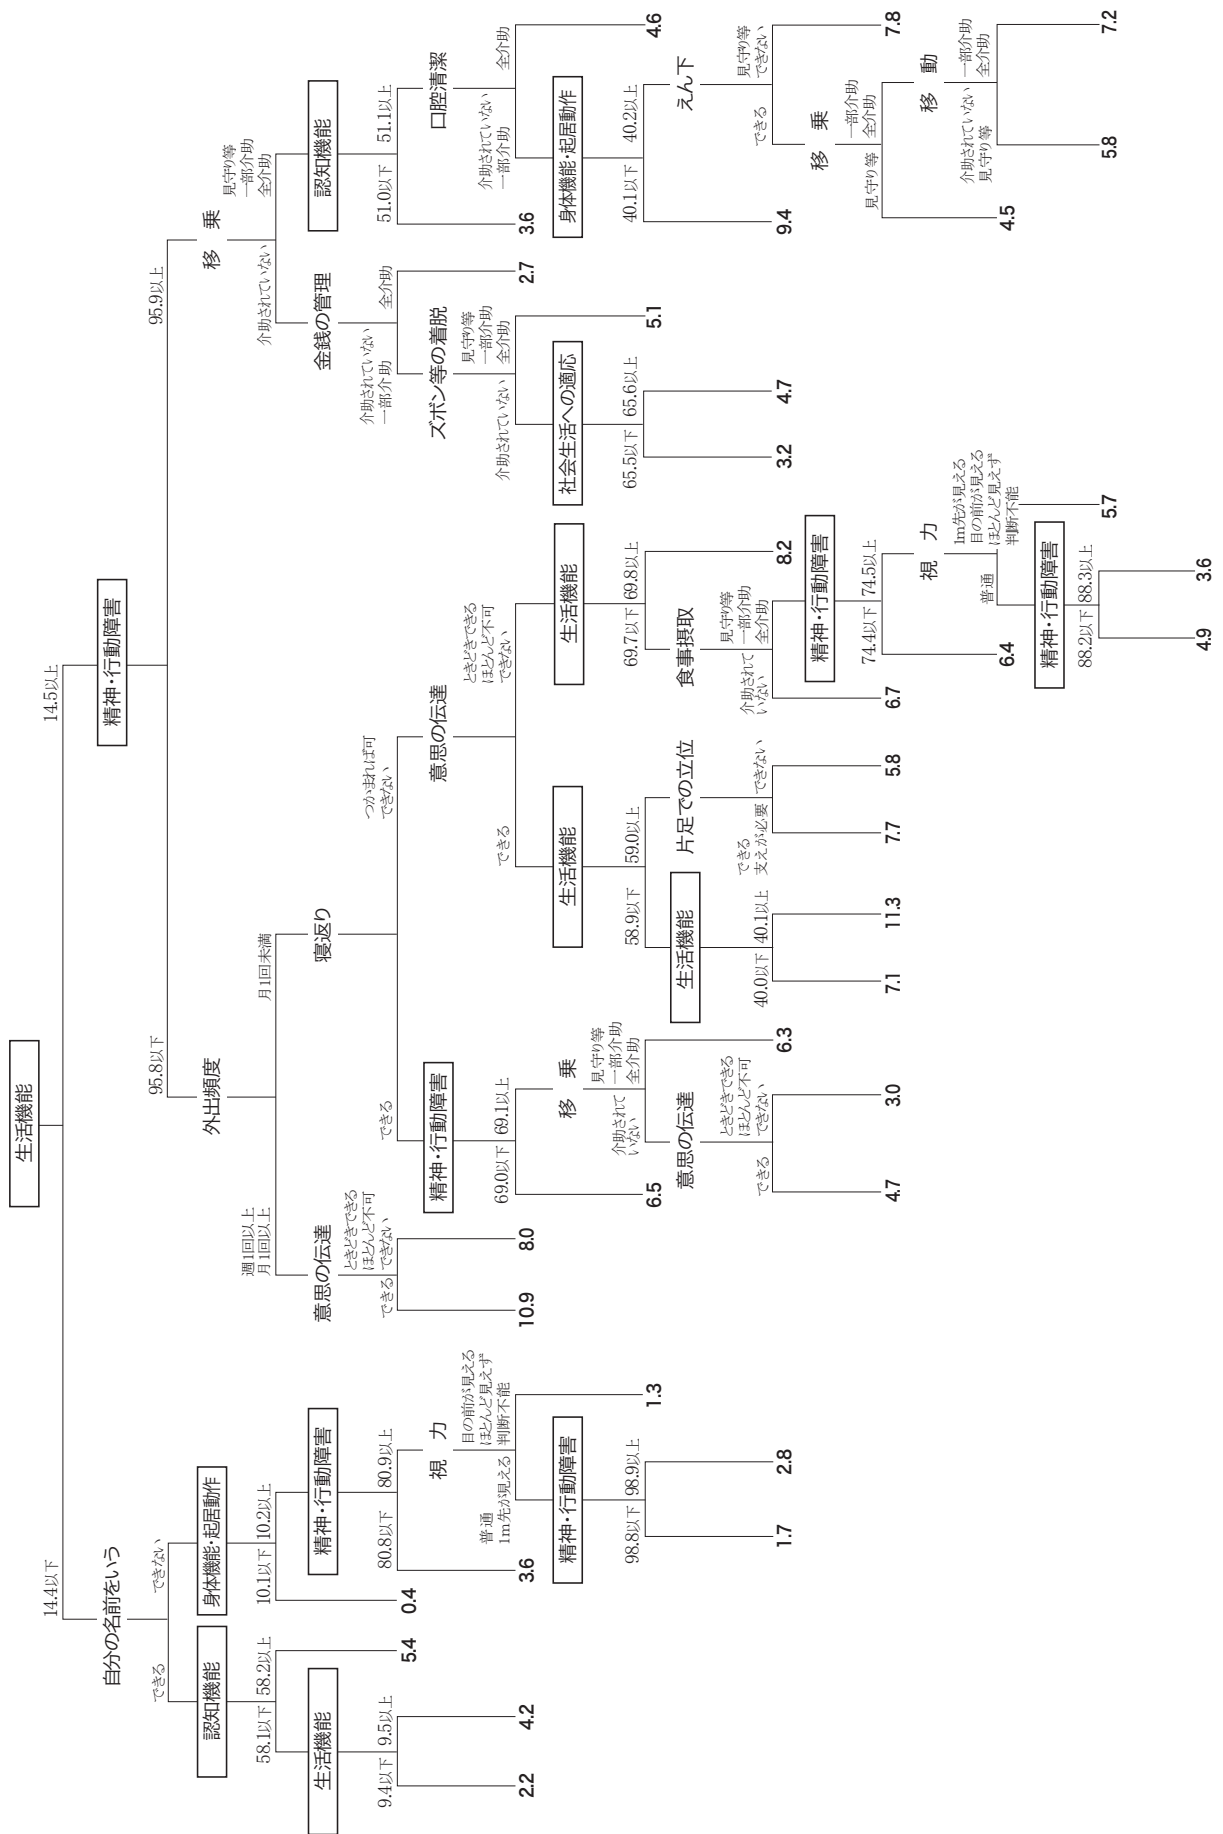 生活機能
14.4以下
14.5以上
自分の名前をいう
精神・行動障害
できる
できない
95.8以下
95.9以上
認知機能
身体機能・起居動作
外出頻度
移乗
58.1以下
58.2以上
10.1以下
10.2以上
週1回以上
月1回以上
月1回未満
介助されていない
見守り等
一部介助
全介助
生活機能
精神・行動障害
意思の伝達
寝返り
金銭の管理
認知機能
9.4以下
9.5以上
5.4
0.4
80.8以下
80.9以上
できる
ときどきできる
ほとんど不可
できない
できる
つかまれば可
できない
介助されていない
一部介助
全介助
51.0以下
51.1以上
視力
精神・行動障害
意思の伝達
ズボン等の着脱
口腔清潔
2.2
4.2
3.6
普通
1m先が見える
目の前が見える
ほとんど見えず
判断不能
10.9
8.0
69.0以下
69.1以上
できる
ときどきできる
ほとんど不可
できない
介助されていない
見守り等
一部介助
全介助
2.7
3.6
介助されていない
一部介助
全介助
精神・行動障害
移乗
生活機能
生活機能
社会生活への適応
身体機能・起居動作
98.8以下
98.9以上
1.3
6.5
介助されて
いない
見守り等
一部介助
全介助
58.9以下
59.0以上
69.7以下
69.8以上
65.5以下
65.6以上
5.1
40.1以下
40.2以上
4.6
意思の伝達
生活機能
片足での立位
食事摂取
えん下
1.7
2.8
できる
ときどきできる
ほとんど不可
できない
6.3
40.0以下
40.1以上
できる
支えが必要
できない
介助されて
いない
見守り等
一部介助
全介助
8.2
3.2
4.7
9.4
できる
見守り等
できない
精神・行動障害
移乗
4.7
3.0
7.1
11.3
7.7
5.8
6.7
74.4以下
74.5以上
見守り等
一部介助
全介助
7.8
視力
移動
6.4
普通
1m先が見える
目の前が見える
ほとんど見えず
判断不能
4.5
介助されていない
見守り等
一部介助
全介助
精神・行動障害
88.2以下
88.3以上
5.7
5.8
7.2
4.9
3.6